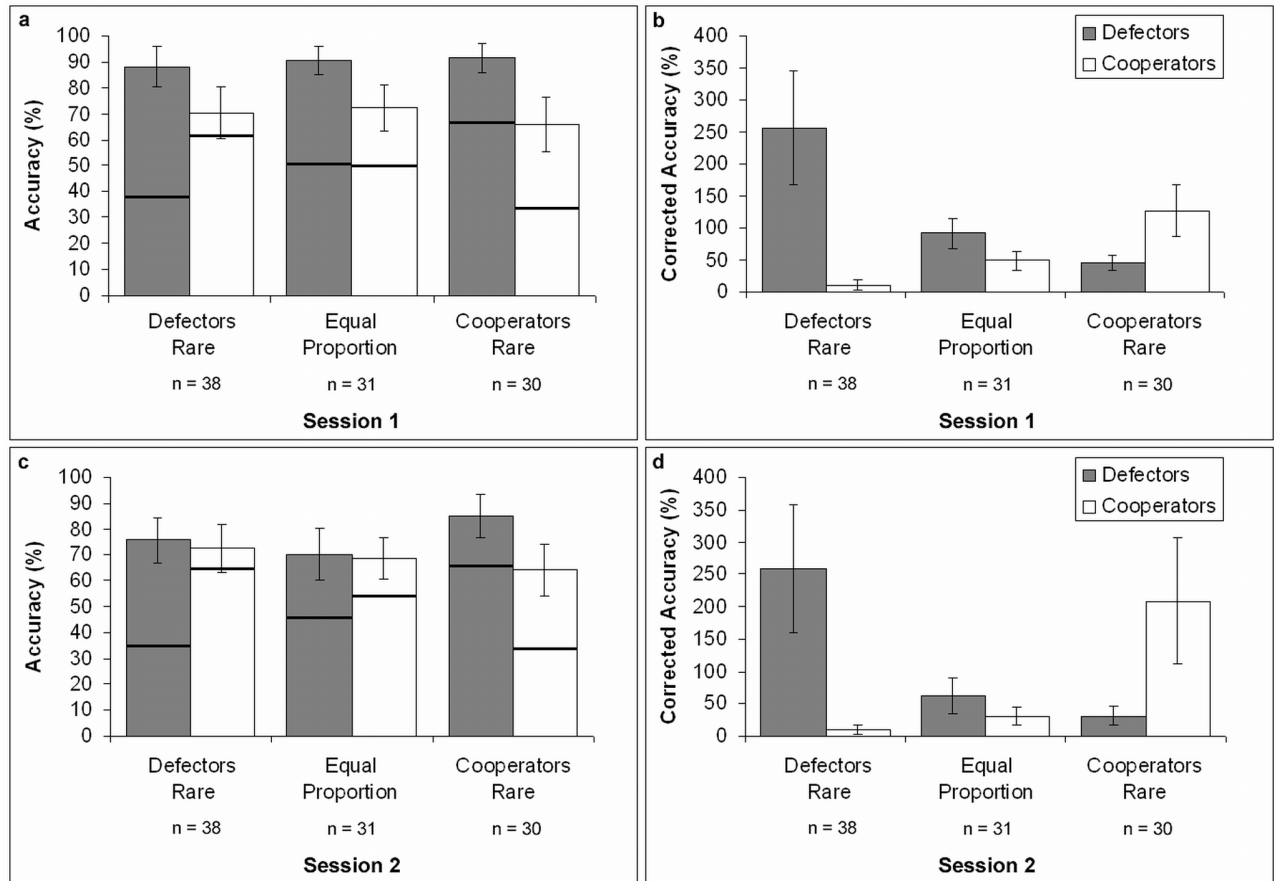 a
Accuracy (%)
100
90
80
70
60
50
40
30
20
10
0
Defectors Rare
Equal Proportion
Cooperators Rare
n = 38
n = 31
n = 30
Session 1
b
Defectors
Cooperators
Corrected Accuracy (%)
400
350
300
250
200
150
100
50
0
Defectors Rare
Equal Proportion
Cooperators Rare
n = 38
n = 31
n = 30
Session 1
c
Accuracy (%)
100
90
80
70
60
50
40
30
20
10
0
Defectors Rare
Equal Proportion
Cooperators Rare
n = 38
n = 31
n = 30
Session 2
d
Defectors
Cooperators
Corrected Accuracy (%)
400
350
300
250
200
150
100
50
0
Defectors Rare
Equal Proportion
Cooperators Rare
n = 38
n = 31
n = 30
Session 2